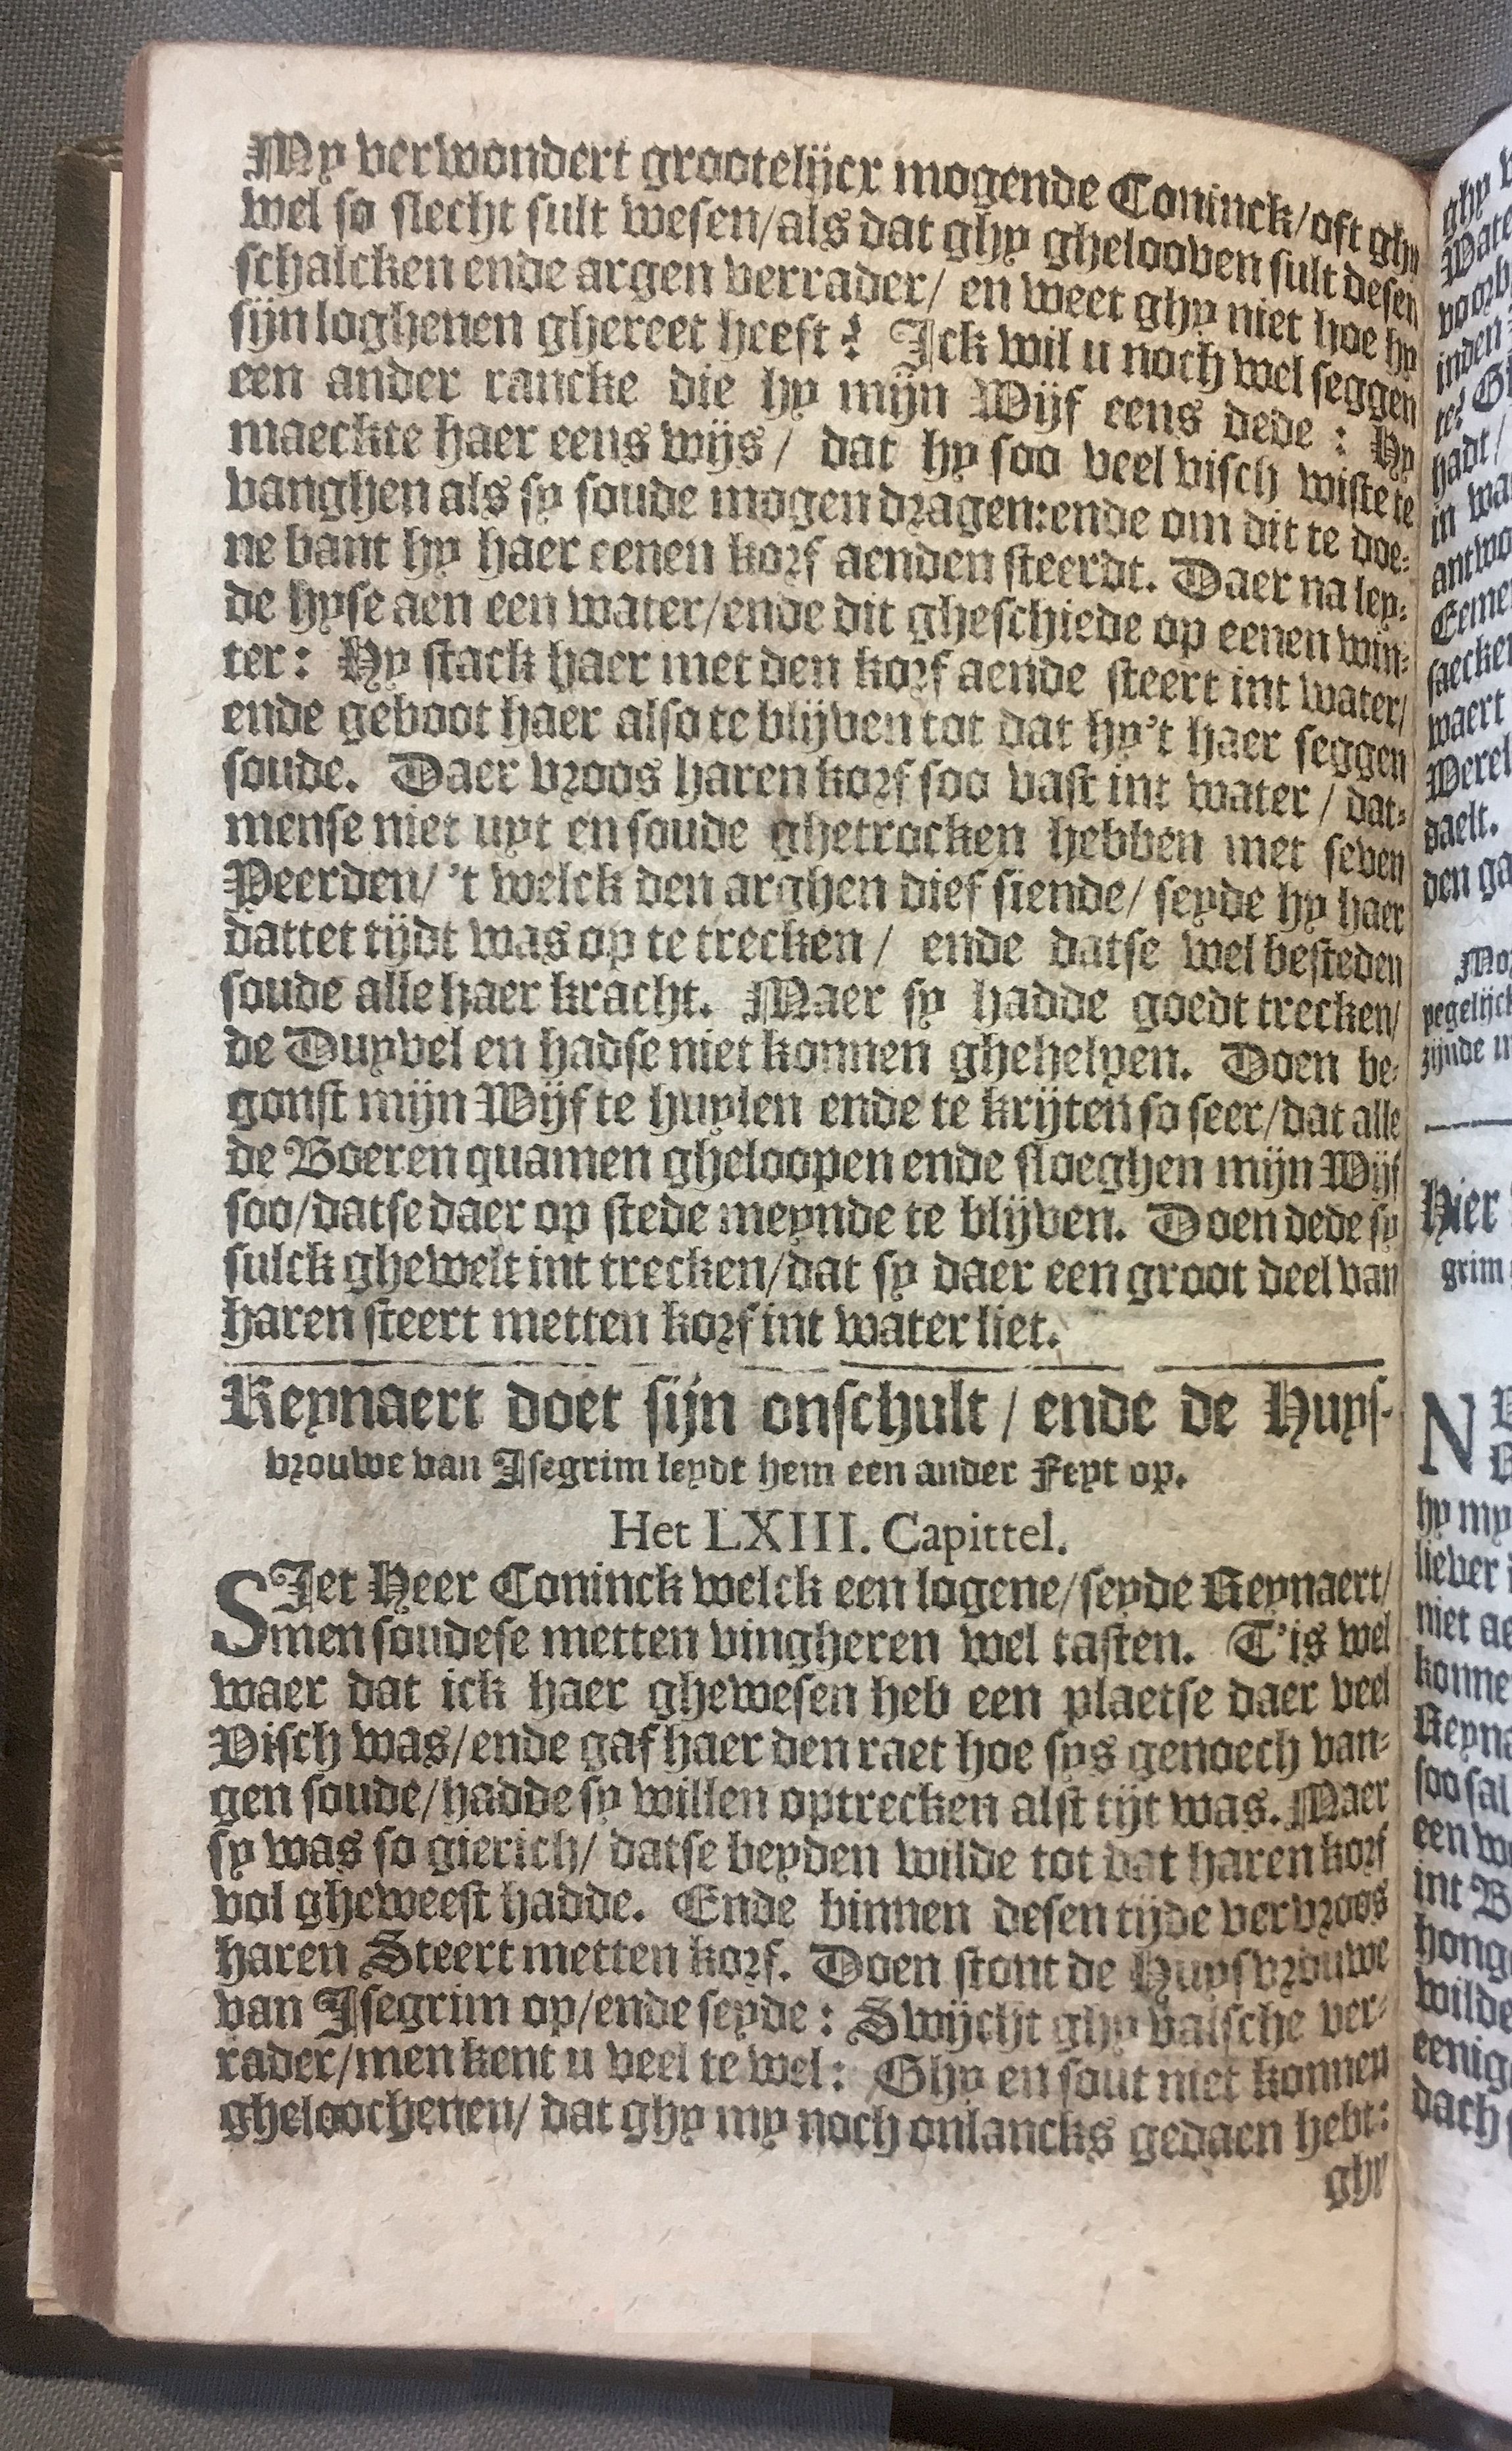 My verwondert grootelijcx mogende Coninck/oft ghy
wel so slecht sult wesen/als dat ghy ghelooven sult desen
schalcken ende argen verrader/ en weet ghy niet hoe hy
sijn loghenen ghereet heeft? Ick wil u noch wel seggen
een ander rancke die hy mijn Wijf eens dede: Hy
maeckte haer eens wijs/ dat hy soo veel visch wiste te
vanghen als sy soude mogen dragen:ende om dit te doe-
ne bant hy haer eenen korf aenden steerdt. Daer na ley-
de hyse aen een water/ende dit gheschiede op eenen win-
ter: Hy stack haer met den korf aende steert int water/
ende geboot haer also te blijven tot dat hy't haer seggen
soude. Daer vroos haren korf soo vast int water/ dat-
mense niet uyt en soude ghetrocken hebben met seven
Peerden/'t welck den arghen dief siende/ seyde hy haer
dattet tijdt was op te trecken/ ende datse wel besteden
soude alle haer kracht. Maer sy hadde goedt trecken/
de Duyvel en hadse niet konnen ghehelpen. Doen be-
gonst mijn Wijf te huylen ende te krijten so seer/dat alle
de Boeren quamen gheloopen ende sloeghen mijn Wijf
soo/datse daer op stede meynde te blijven. Doen dede sy
sulck ghewelt int trecken/dat sy daer een groot deel van
haren steert metten korf int water liet.
Reynaert doet sijn onschult/ ende de Huys-
vrouwe van Isegrim leydt hem een ander Feyt op.
Het LXIII. Capittel.
SIet Heer Coninck welck een logene/seyde Reynaert/
men soudese metten vingheren wel tasten. T'is wel
waer dat ick haer ghewesen heb een plaetse daer veel
Visch was/ende gaf haer den raet hoe sys genoech van-
gen soude/hadde sy willen optrecken alst tijt was. Maer
sy was so gierich/ datse beyden wilde tot dat haren korf
vol gheweest hadde. Ende binnen desen tijde vervroos
haren Steert metten korf. Doen stont de Huysvrouwe
van Isegrim op/ende seyde: Swijcht ghy valsche ver-
rader/men kent u veel te wel: Ghy en sout niet konnen
gheloochenen/ dat ghy my noch onlancks gedaen hebt:
ghy